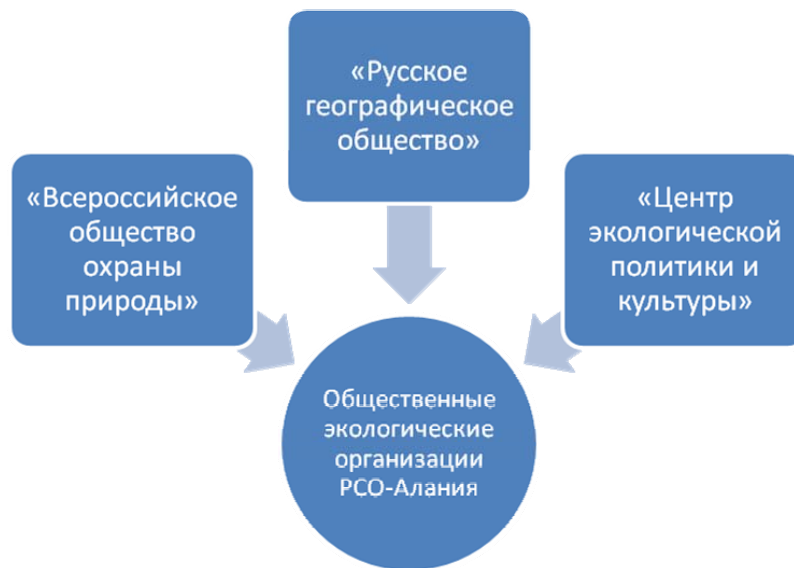 «Русское
географическое
общество»
«Всероссийское
общество
охраны
природы»
«Центр
экологической
политики и
культуры»
Общественные
экологические
организации
РСО-Алания